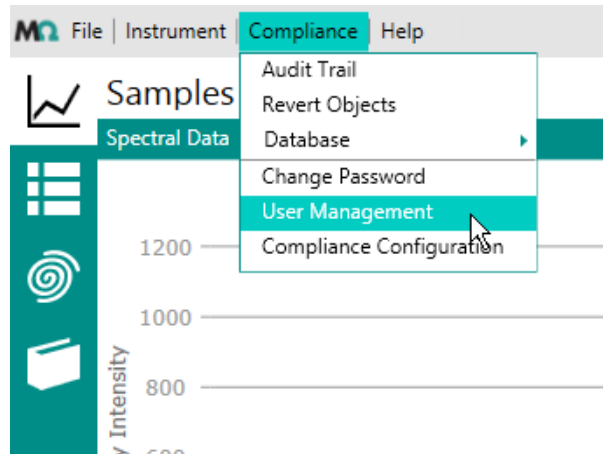 MΩ File | Instrument | Compliance | Help
Audit Trail
Revert Objects
Database
Change Password
User Management
Compliance Configuration
Samples
Spectral Data
1200
1000
800
y Intensity
600